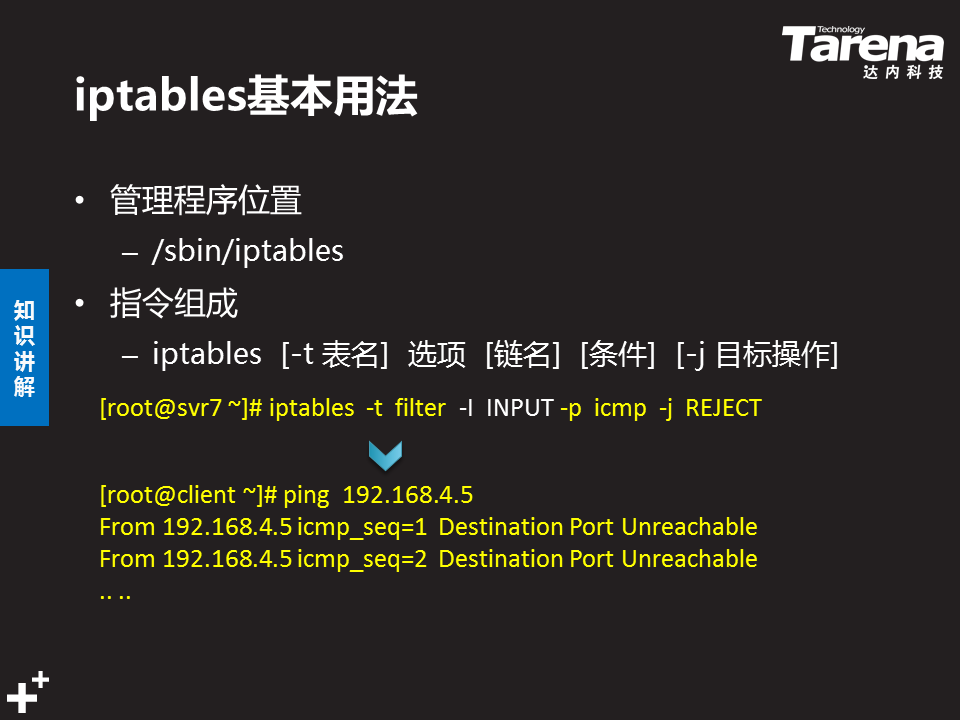 Technology
Tarena
达内科技
iptables基本用法
• 管理程序位置
– /sbin/iptables
• 指令组成
– iptables [-t 表名] 选项 [链名] [条件] [-j 目标操作]
知识讲解
[root@svr7 ~]# iptables -t filter -I INPUT -p icmp -j REJECT
[root@client ~]# ping 192.168.4.5
From 192.168.4.5 icmp_seq=1 Destination Port Unreachable
From 192.168.4.5 icmp_seq=2 Destination Port Unreachable
.. ..